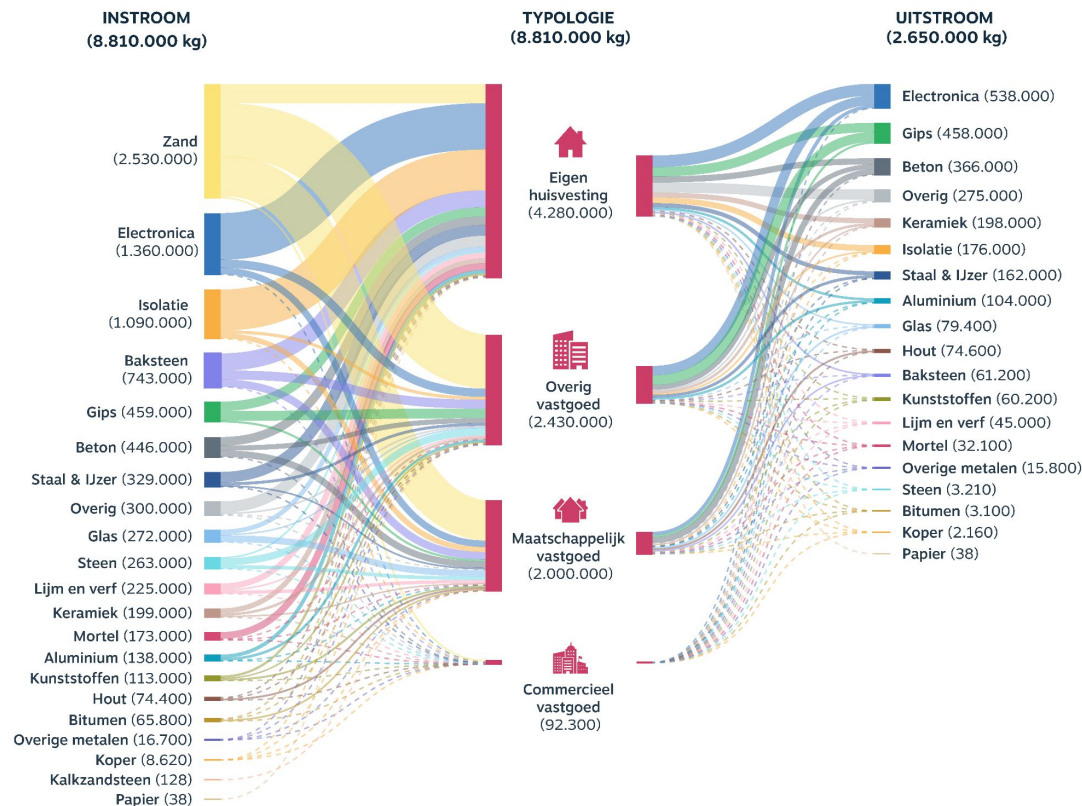 INSTROOM
(8.810.000 kg)
Zand
(2.530.000)
Electronica
(1.360.000)
Isolatie
(1.090.000)
Baksteen
(743.000)
Gips (459.000)
Beton (446.000)
Staal & IJzer (329.000)
Overig (300.000)
Glas (272.000)
Steen (263.000)
Lijm en verf (225.000)
Keramiek (199.000)
Mortel (173.000)
Aluminium (138.000)
Kunststoffen (113.000)
Hout (74.400)
Bitumen (65.800)
Overige metalen (16.700)
Koper (8.620)
Kalkzandsteen (128)
Papier (38)
TYPOLOGIE
(8.810.000 kg)
Eigen
huisvesting
(4.280.000)
Overig
vastgoed
(2.430.000)
Maatschappelijk
vastgoed
(2.000.000)
Commercieel
vastgoed
(92.300)
UITSTROOM
(2.650.000 kg)
Electronica (538.000)
Gips (458.000)
Beton (366.000)
Overig (275.000)
Keramiek (198.000)
Isolatie (176.000)
Staal & IJzer (162.000)
Aluminium (104.000)
Glas (79.400)
Hout (74.600)
Baksteen (61.200)
Kunststoffen (60.200)
Lijm en verf (45.000)
Mortel (32.100)
Overige metalen (15.800)
Steen (3.210)
Bitumen (3.100)
Koper (2.160)
Papier (38)